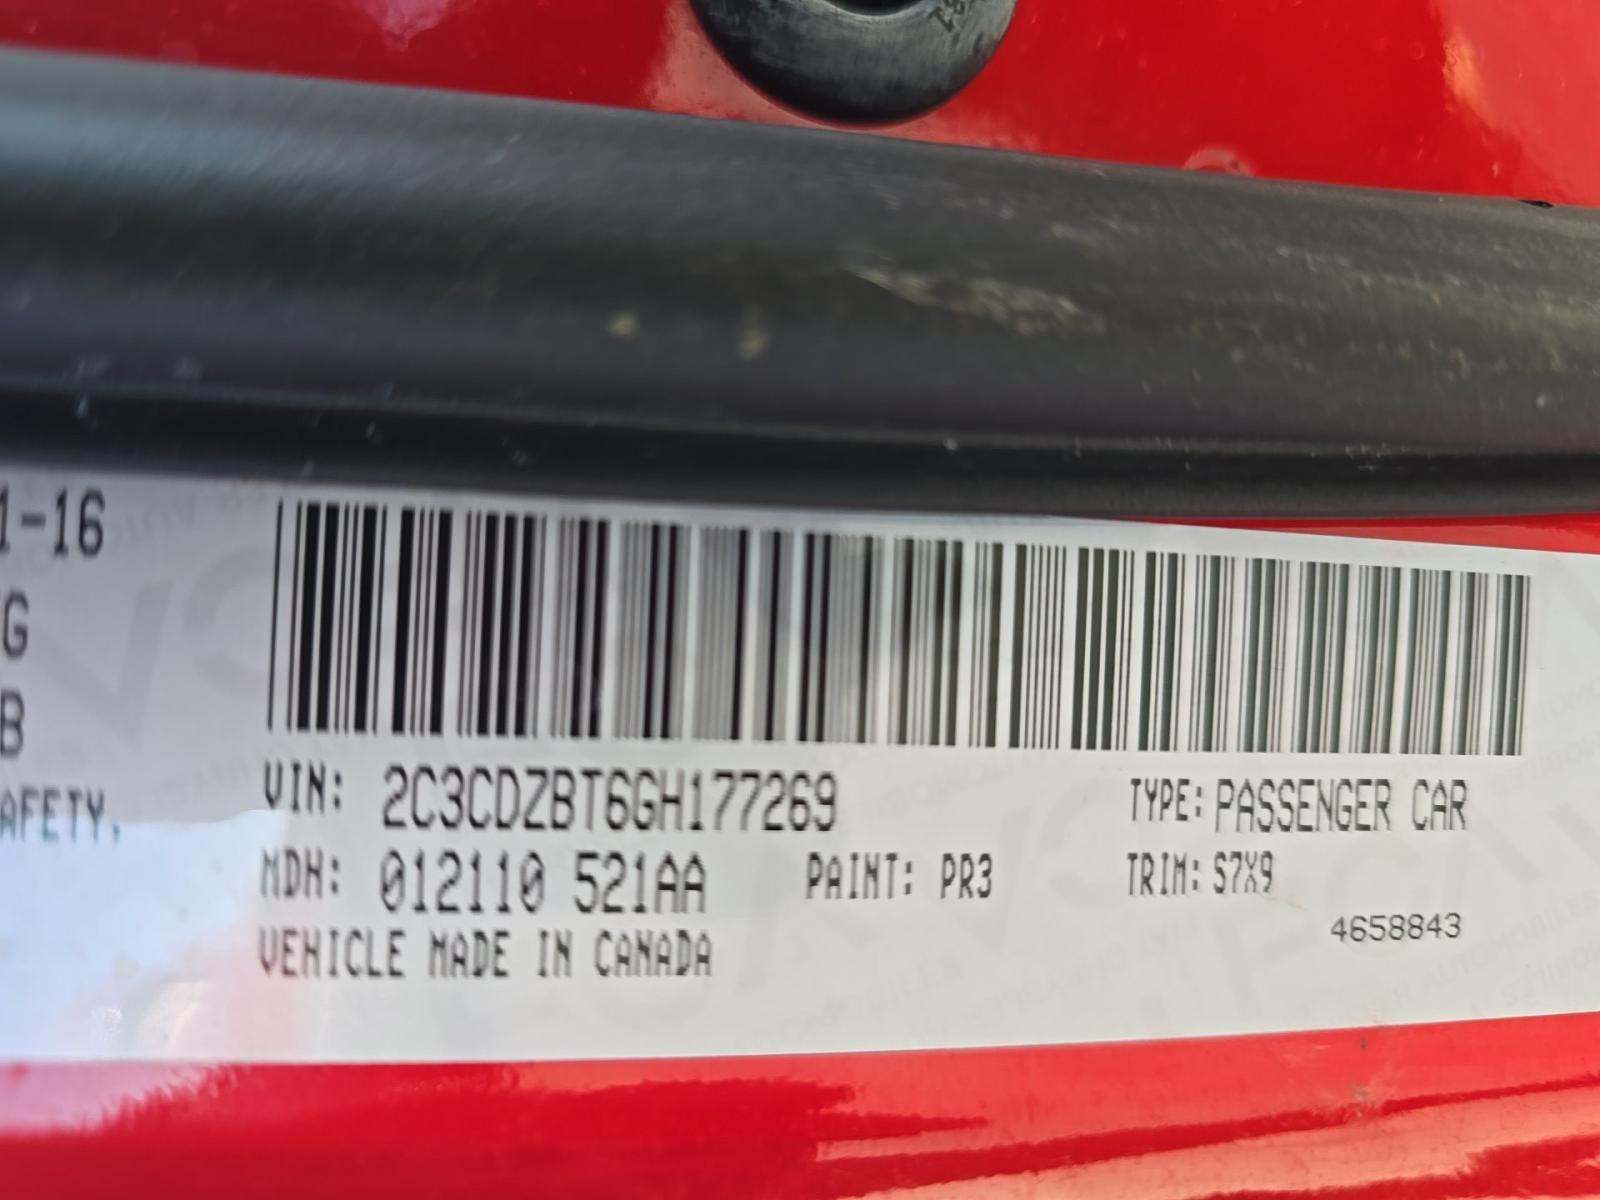 1-16
G
B
AFETY.
VIN: 2C3CDZBT6GH177269
TYPE: PASSENGER CAR
MDH: 012110 521AA
PAINT: PR3
TRIM: S7X9
VEHICLE MADE IN CANADA
4658843